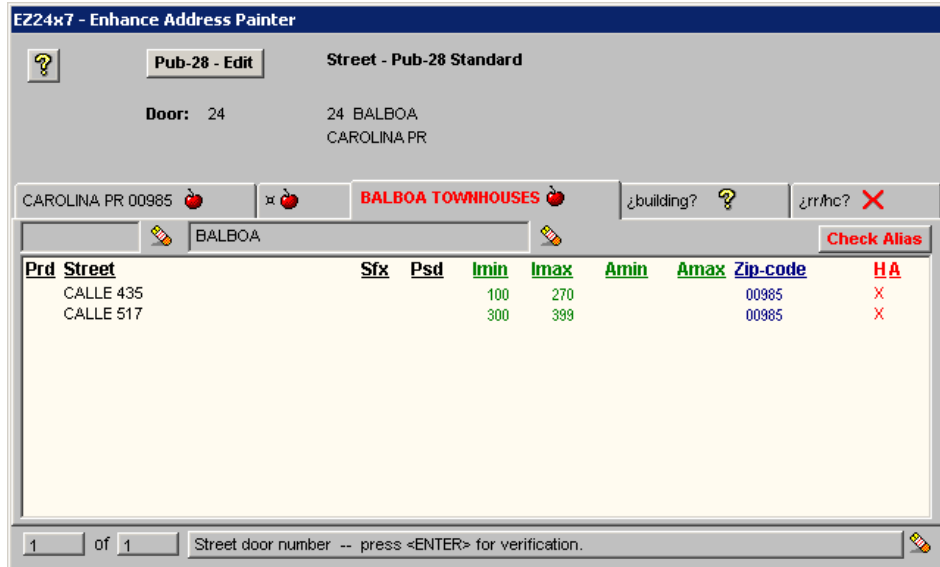 EZ24x7 - Enhance Address Painter
? Pub-28 - Edit Street - Pub-28 Standard
Door: 24 24 BALBOA
CAROLINA PR
CAROLINA PR 00985 ¤ BALBOA TOWNHOUSES ¿building? ? ¿rr/hc?
BALBOA Check Alias
Prd Street Sfx Psd Imin Imax Amin Amax Zip-code H A
CALLE 435 100 270 00985 X
CALLE 517 300 399 00985 X
1 of 1 Street door number -- press <ENTER> for verification.